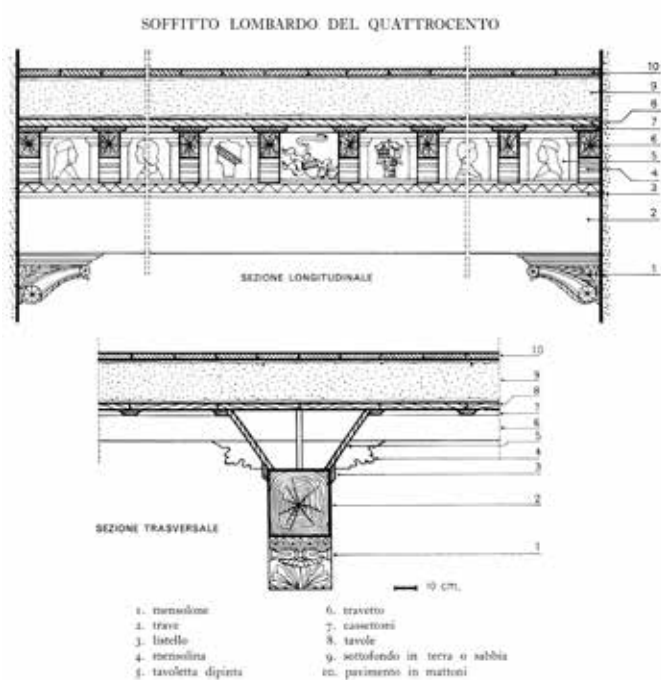 SOFFITTO LOMBARDO DEL QUATTROCENTO
10
9
8
7
6
5
4
3
2
1
SEZIONE LONGITUDINALE
10
9
8
7
6
5
4
3
2
1
SEZIONE TRASVERSALE
10 cm.
1. mensolone
2. trave
3. listello
4. mensolina
5. tavoletta dipinta
6. travetto
7. cassettoni
8. tavole
9. sottofondo in terra o sabbia
10. pavimento in mattoni